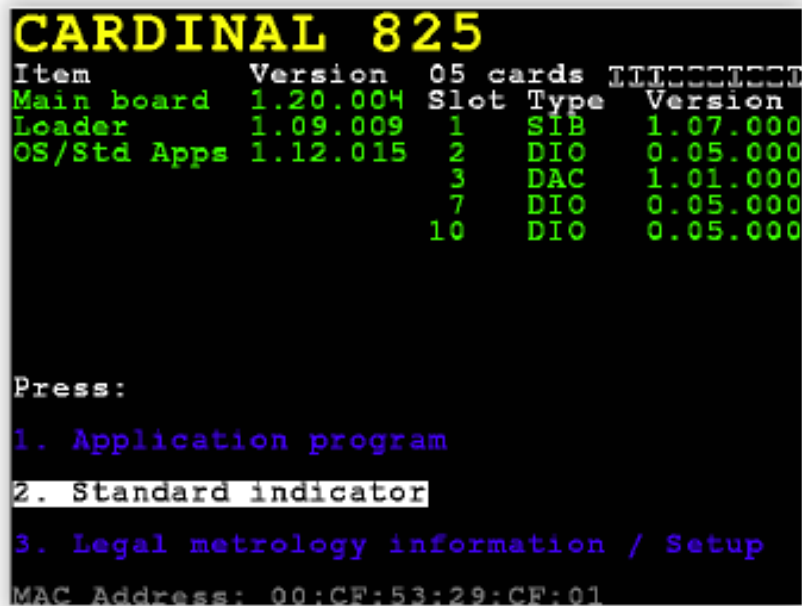 CARDINAL 825
Item Version 05 cards
Main board 1.20.004 Slot Type Version
Loader 1.09.009 1 SIB 1.07.000
OS/Std Apps 1.12.015 2 DIO 0.05.000
3 DAC 1.01.000
7 DIO 0.05.000
10 DIO 0.05.000
Press:
1. Application program
2. Standard indicator
3. Legal metrology information / Setup
MAC Address: 00:CF:53:29:CF:01